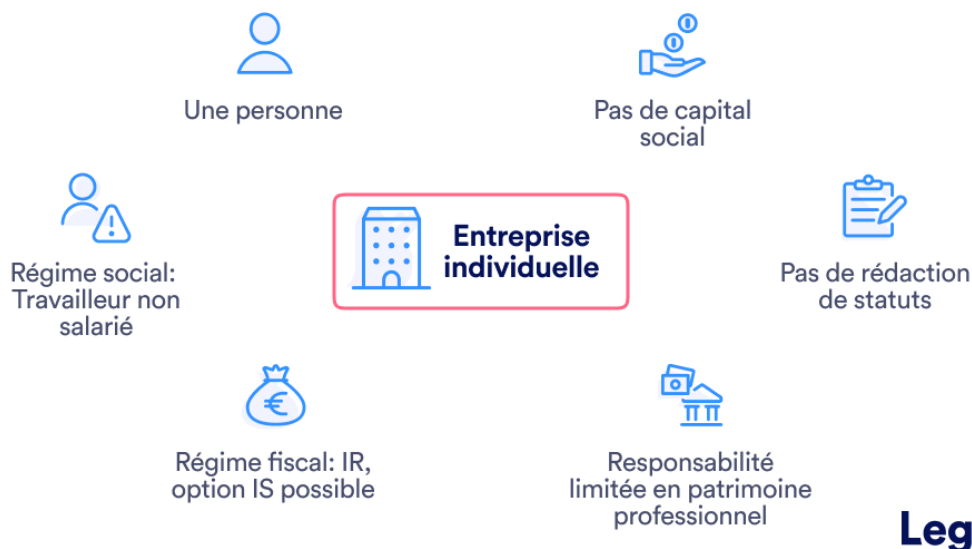 Une personne
Pas de capital
social
Régime social:
Travailleur non
salarié
Entreprise
individuelle
Pas de rédaction
de statuts
Régime fiscal: IR,
option IS possible
Responsabilité
limitée en patrimoine
professionnel
Leg